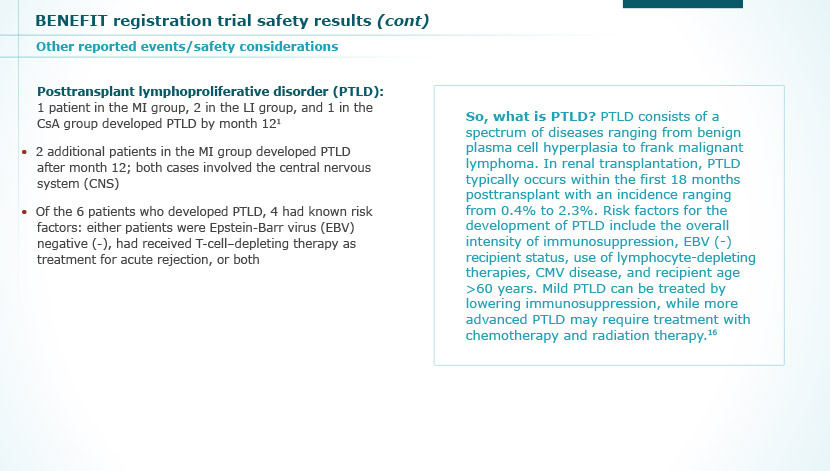 BENEFIT registration trial safety results (cont)
Other reported events/safety considerations
Posttransplant lymphoproliferative disorder (PTLD):
1 patient in the MI group, 2 in the LI group, and 1 in the
CsA group developed PTLD by month 12¹
• 2 additional patients in the MI group developed PTLD
after month 12; both cases involved the central nervous
system (CNS)
• Of the 6 patients who developed PTLD, 4 had known risk
factors: either patients were Epstein-Barr virus (EBV)
negative (-), had received T-cell–depleting therapy as
treatment for acute rejection, or both
So, what is PTLD? PTLD consists of a
spectrum of diseases ranging from benign
plasma cell hyperplasia to frank malignant
lymphoma. In renal transplantation, PTLD
typically occurs within the first 18 months
posttransplant with an incidence ranging
from 0.4% to 2.3%. Risk factors for the
development of PTLD include the overall
intensity of immunosuppression, EBV (-)
recipient status, use of lymphocyte-depleting
therapies, CMV disease, and recipient age
>60 years. Mild PTLD can be treated by
lowering immunosuppression, while more
advanced PTLD may require treatment with
chemotherapy and radiation therapy.¹⁶